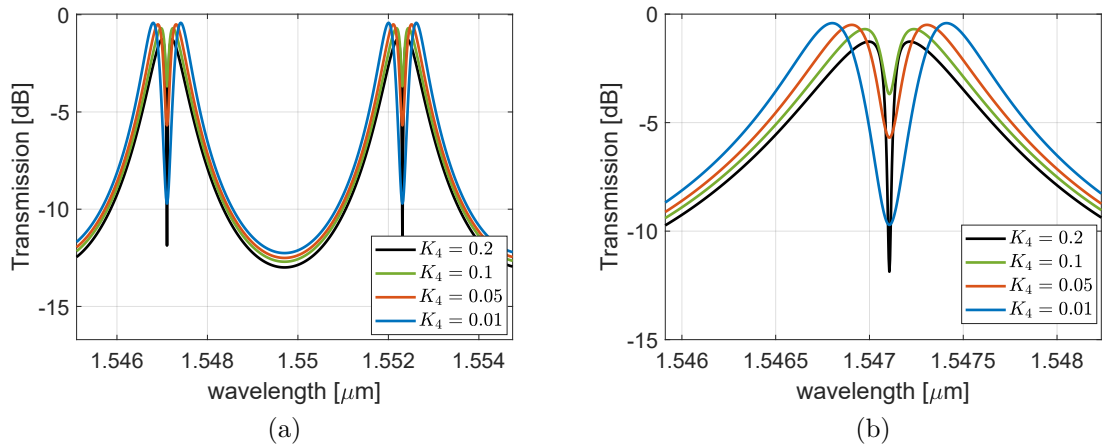 0
-5
-10
-15
Transmission [dB]
1.546
1.548
1.55
1.552
1.554
wavelength [μm]
K₄ = 0.2
K₄ = 0.1
K₄ = 0.05
K₄ = 0.01
(a)
0
-5
-10
-15
Transmission [dB]
1.546
1.5465
1.547
1.5475
1.548
wavelength [μm]
K₄ = 0.2
K₄ = 0.1
K₄ = 0.05
K₄ = 0.01
(b)